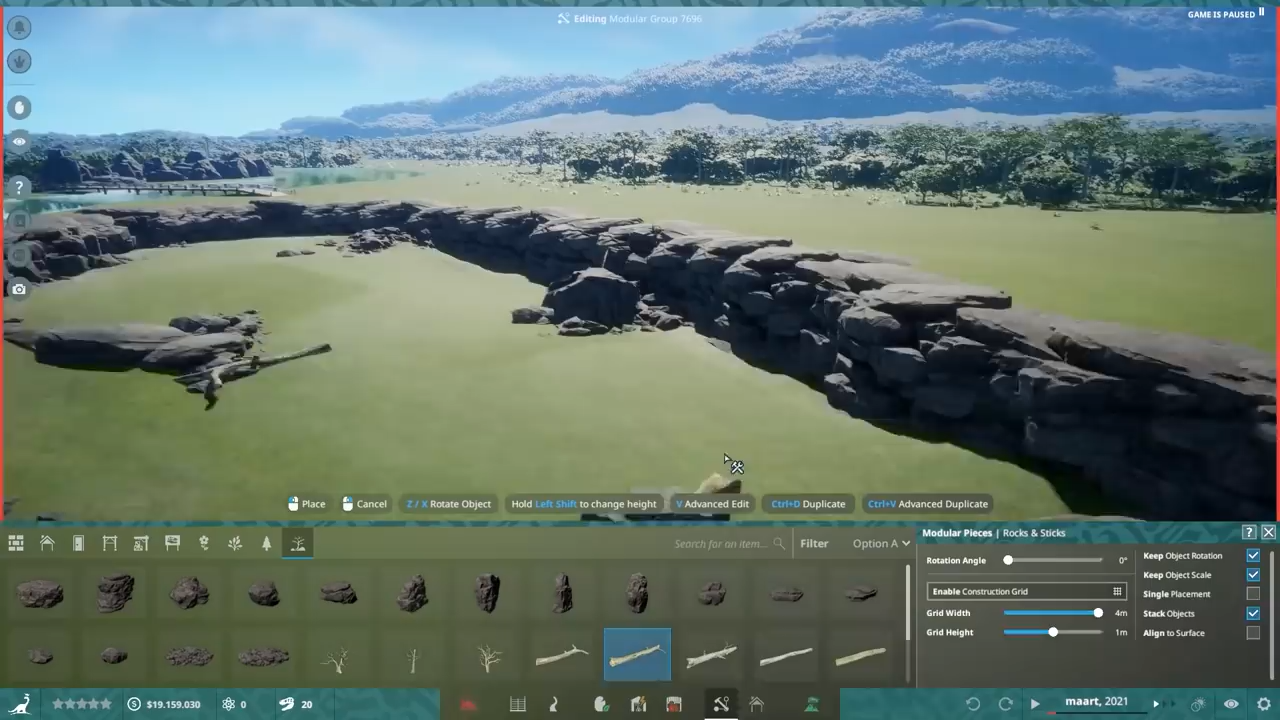 Editing Modular Group 7696
GAME IS PAUSED
?
Place
Cancel
Z / X Rotate Object
Hold Left Shift to change height
V Advanced Edit
Ctrl+D Duplicate
Ctrl+V Advanced Duplicate
Search for an item...
Filter
Option A
Modular Pieces | Rocks & Sticks
?
Rotation Angle
0°
Enable Construction Grid
Grid Width
4m
Grid Height
1m
Keep Object Rotation
Keep Object Scale
Single Placement
Stack Objects
Align to Surface
$19.159.030
0
20
maart, 2021